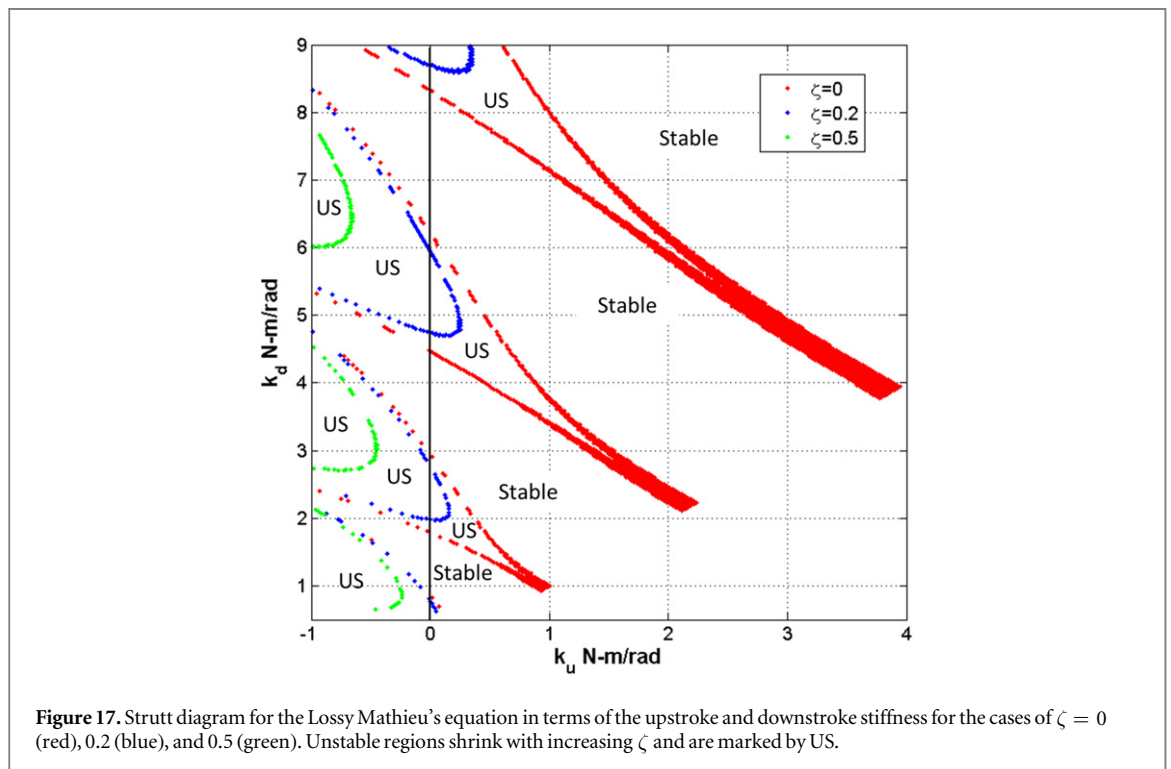 9
8
7
6
5
4
3
2
1
-1
0
1
2
3
4
k_d N-m/rad
k_u N-m/rad
ζ=0
ζ=0.2
ζ=0.5
US
Stable
US
US
Stable
US
US
US
Stable
US
US
Stable
Figure 17. Strutt diagram for the Lossy Mathieu's equation in terms of the upstroke and downstroke stiffness for the cases of ζ = 0
(red), 0.2 (blue), and 0.5 (green). Unstable regions shrink with increasing ζ and are marked by US.